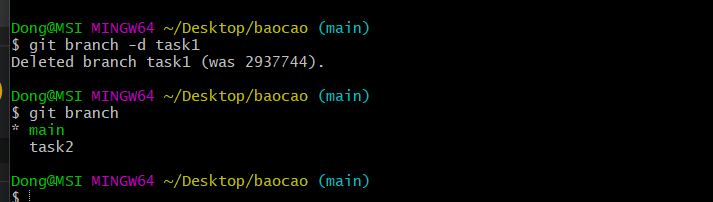 Dong@MSI MINGW64 ~/Desktop/baocao (main)
$ git branch -d task1
Deleted branch task1 (was 2937744).
Dong@MSI MINGW64 ~/Desktop/baocao (main)
$ git branch
* main
  task2
Dong@MSI MINGW64 ~/Desktop/baocao (main)
$